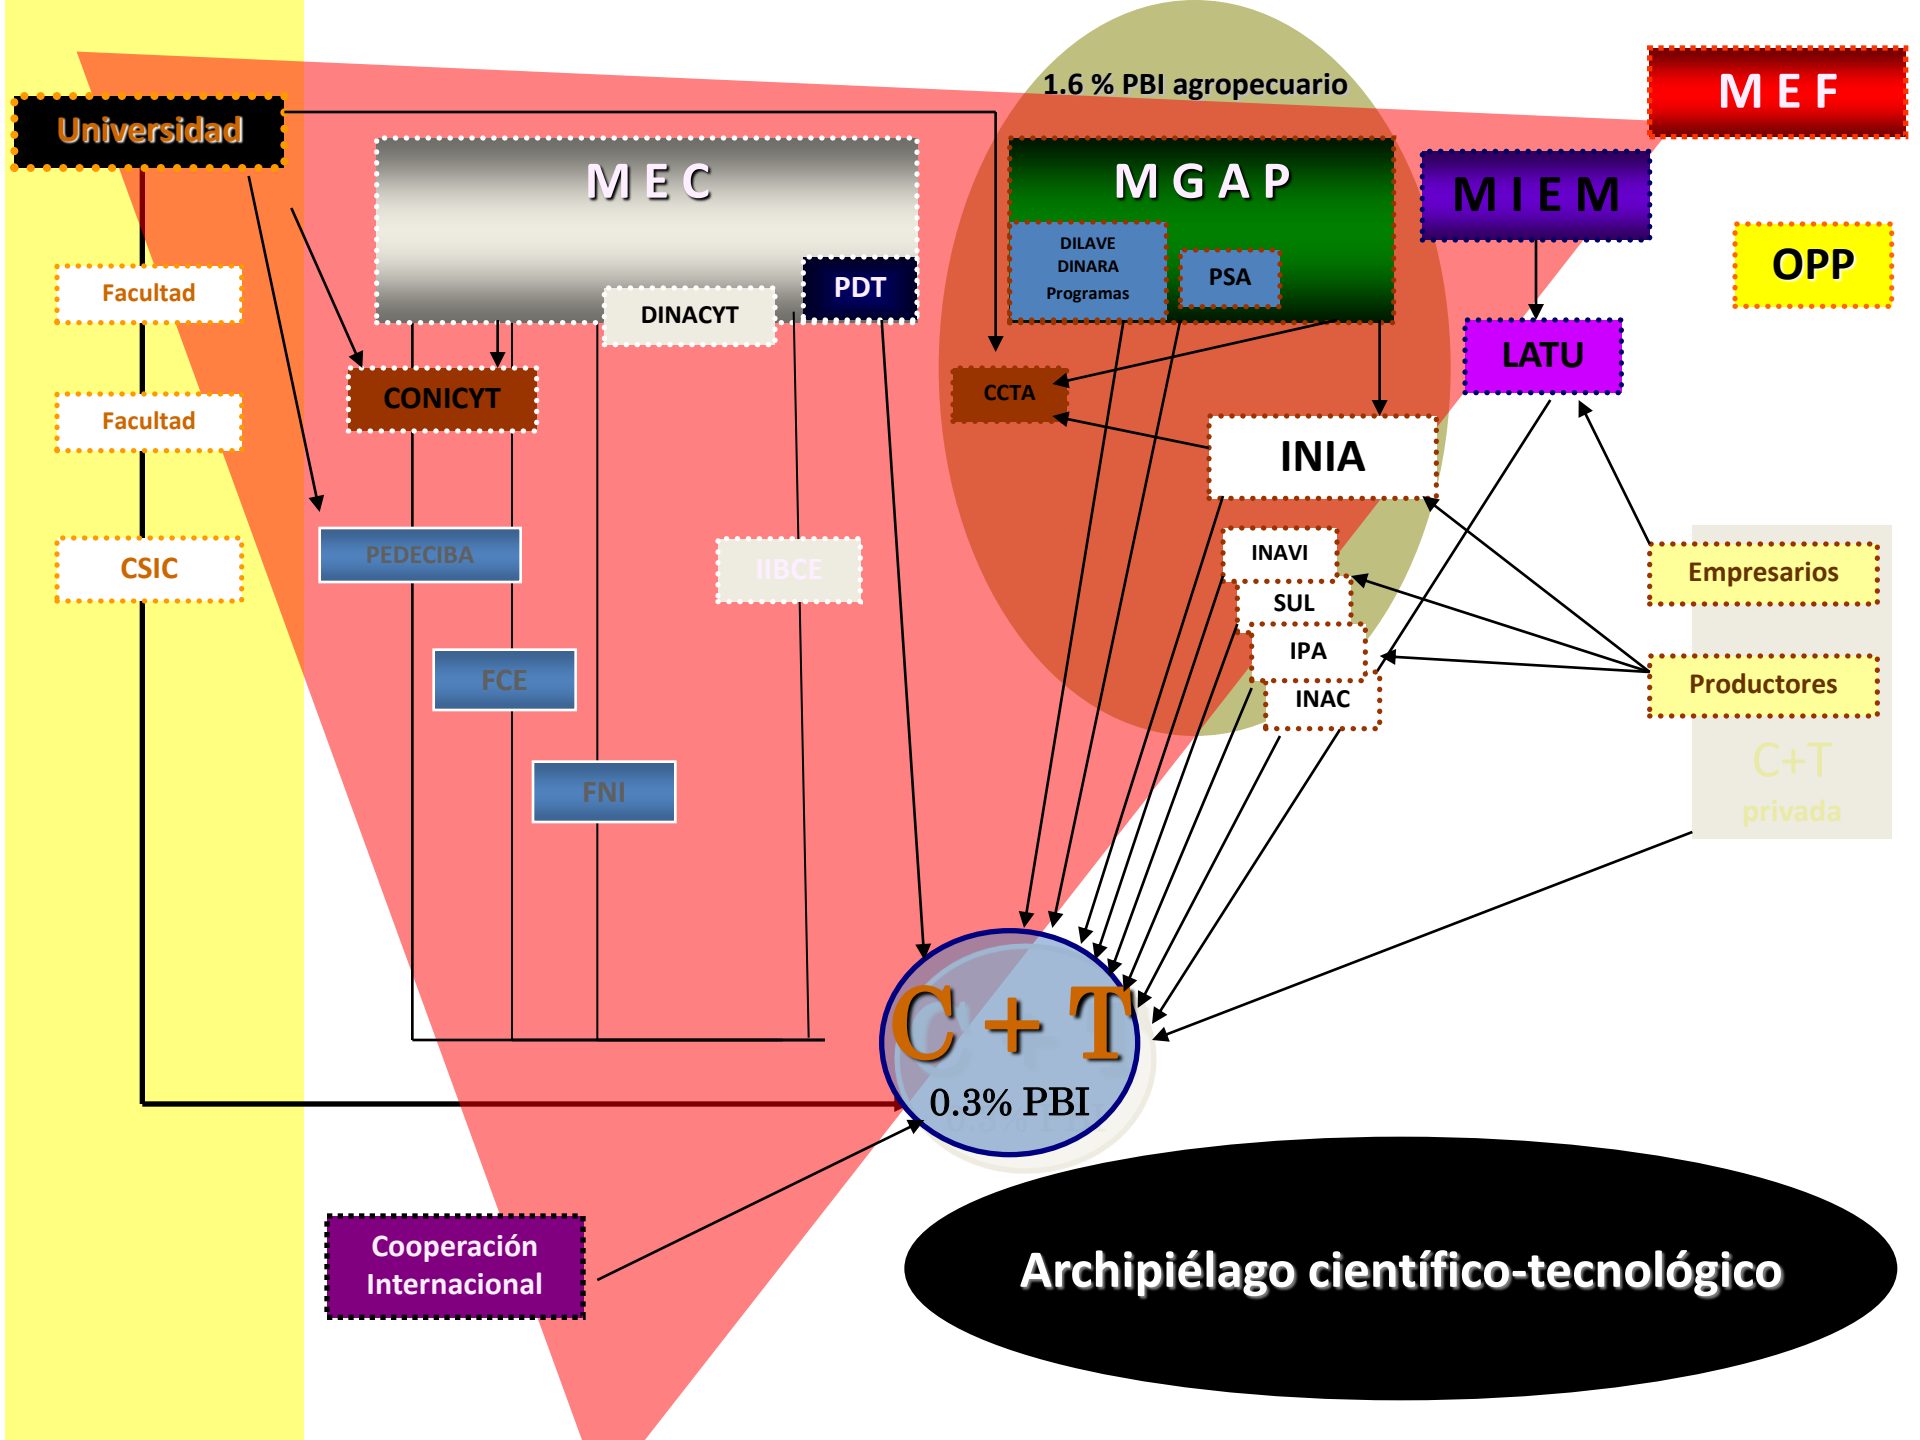 1.6 % PBI agropecuario
M E F
Universidad
M E C
M G A P
M I E M
DILAVE
DINARA
Programas
PSA
OPP
Facultad
PDT
DINACYT
LATU
CONICYT
CCTA
Facultad
INIA
PEDECIBA
CSIC
IIBCE
INAVI
Empresarios
SUL
IPA
FCE
Productores
INAC
C+T
privada
FNI
C + T
0.3% PBI
Cooperación
Internacional
Archipiélago científico-tecnológico